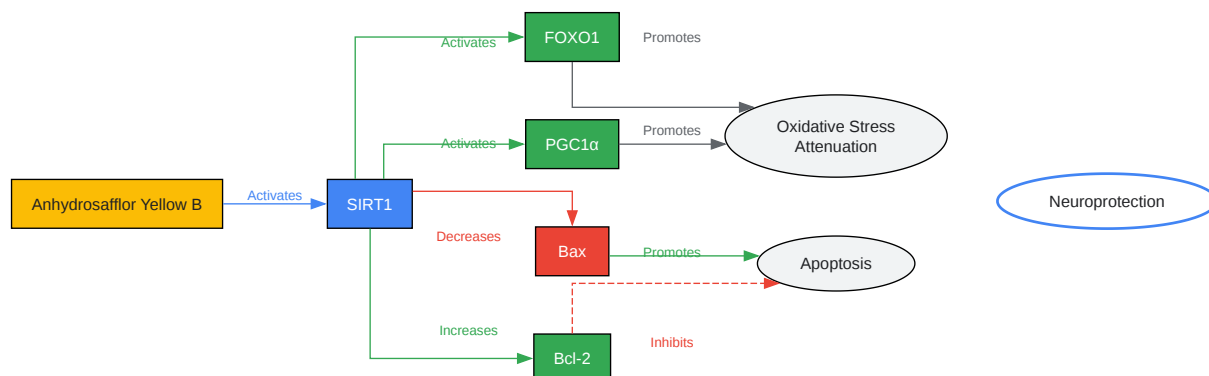 FOXO1
Activates
Promotes
Oxidative Stress
Attenuation
PGC1α
Activates
Promotes
Anhydrosafflor Yellow B
Activates
SIRT1
Neuroprotection
Decreases
Bax
Promotes
Apoptosis
Increases
Bcl-2
Inhibits